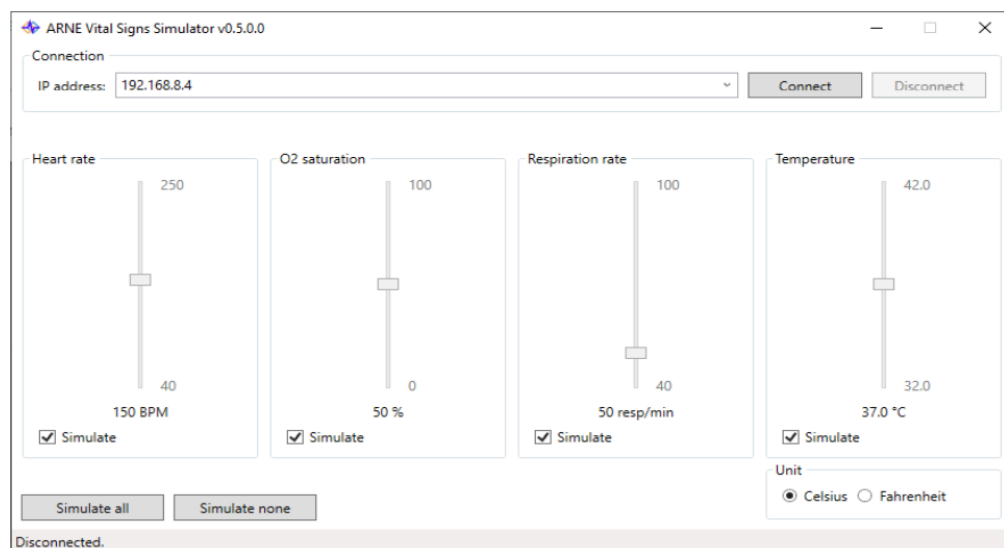 ARNE Vital Signs Simulator v0.5.0.0
Connection
IP address: 192.168.8.4 Connect Disconnect
Heart rate O2 saturation Respiration rate Temperature
250 100 100 42.0
40 0 40 32.0
150 BPM 50 % 50 resp/min 37.0 °C
Simulate Simulate Simulate Simulate
Unit
Celsius Fahrenheit
Simulate all Simulate none
Disconnected.